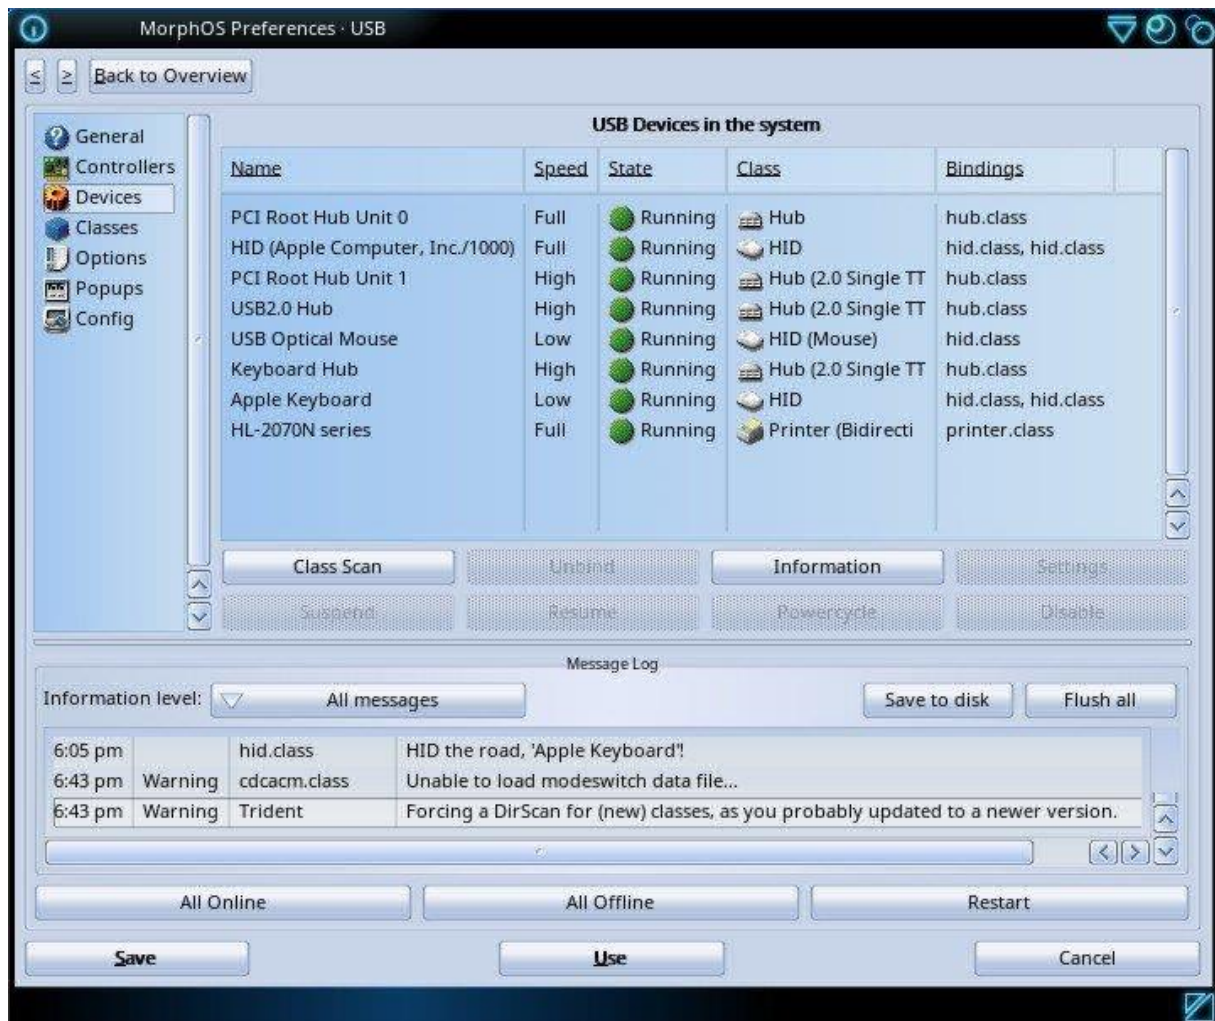 MorphOS Preferences · USB
< > Back to Overview
General
Controllers
Devices
Classes
Options
Popups
Config
USB Devices in the system
Name Speed State Class Bindings
PCI Root Hub Unit 0 Full Running Hub hub.class
HID (Apple Computer, Inc./1000) Full Running HID hid.class, hid.class
PCI Root Hub Unit 1 High Running Hub (2.0 Single TT hub.class
USB2.0 Hub High Running Hub (2.0 Single TT hub.class
USB Optical Mouse Low Running HID (Mouse) hid.class
Keyboard Hub High Running Hub (2.0 Single TT hub.class
Apple Keyboard Low Running HID hid.class, hid.class
HL-2070N series Full Running Printer (Bidirecti printer.class
Class Scan Unbind Information Settings
Suspend Resume Powercycle Disable
Message Log
Information level: All messages Save to disk Flush all
6:05 pm hid.class HID the road, 'Apple Keyboard'!
6:43 pm Warning cdcacm.class Unable to load modeswitch data file...
6:43 pm Warning Trident Forcing a DirScan for (new) classes, as you probably updated to a newer version.
All Online All Offline Restart
Save Use Cancel